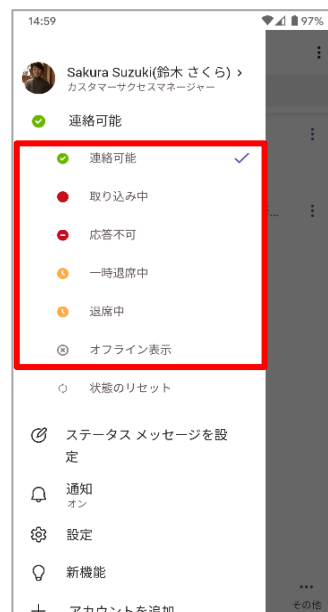 14:59
97%
Sakura Suzuki(鈴木 さくら) >
カスタマーサクセスマネージャー
連絡可能
連絡可能
取り込み中
応答不可
一時退席中
退席中
オフライン表示
状態のリセット
ステータス メッセージを設
定
通知
オン
設定
新機能
アカウントを追加
その他